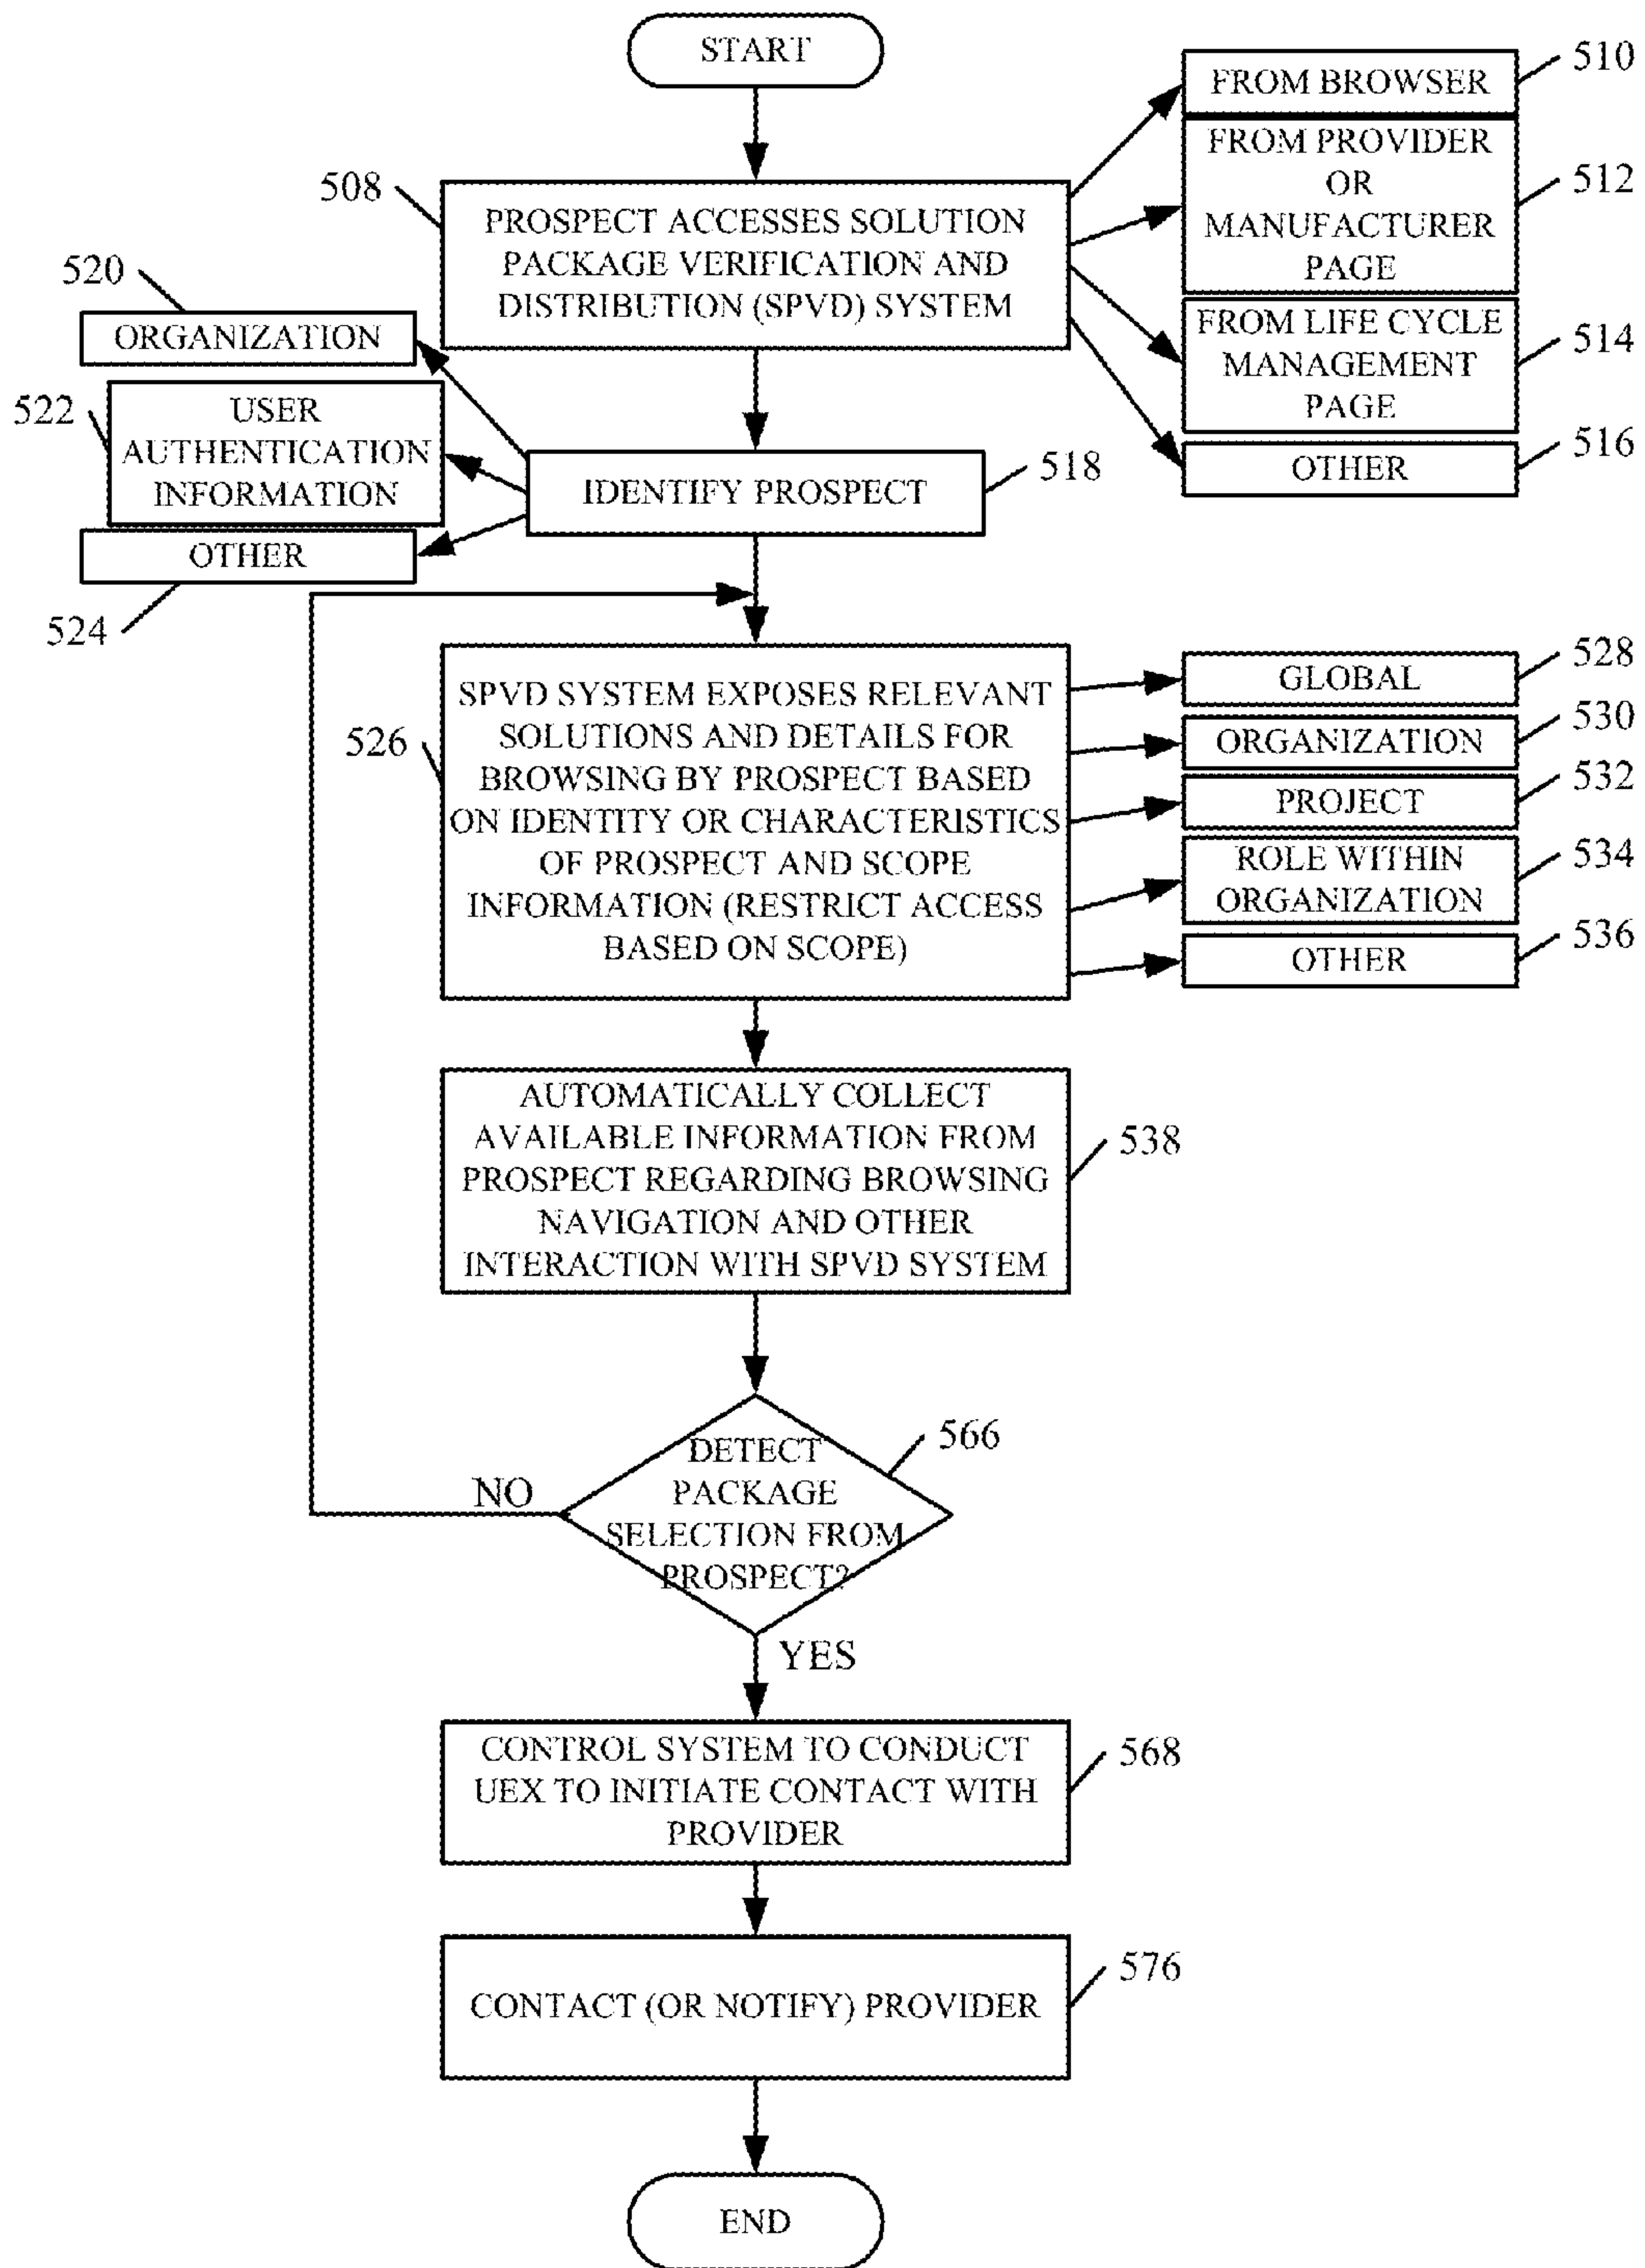 START
FROM BROWSER
510
FROM PROVIDER
OR
MANUFACTURER
PAGE
512
508
PROSPECT ACCESSES SOLUTION
PACKAGE VERIFICATION AND
DISTRIBUTION (SPVD) SYSTEM
FROM LIFE CYCLE
MANAGEMENT
PAGE
514
OTHER
516
520
ORGANIZATION
522
USER
AUTHENTICATION
INFORMATION
IDENTIFY PROSPECT
518
OTHER
524
526
SPVD SYSTEM EXPOSES RELEVANT
SOLUTIONS AND DETAILS FOR
BROWSING BY PROSPECT BASED
ON IDENTITY OR CHARACTERISTICS
OF PROSPECT AND SCOPE
INFORMATION (RESTRICT ACCESS
BASED ON SCOPE)
GLOBAL
528
ORGANIZATION
530
PROJECT
532
ROLE WITHIN
ORGANIZATION
534
OTHER
536
AUTOMATICALLY COLLECT
AVAILABLE INFORMATION FROM
PROSPECT REGARDING BROWSING
NAVIGATION AND OTHER
INTERACTION WITH SPVD SYSTEM
538
DETECT
PACKAGE
SELECTION FROM
PROSPECT?
566
NO
YES
CONTROL SYSTEM TO CONDUCT
UEX TO INITIATE CONTACT WITH
PROVIDER
568
CONTACT (OR NOTIFY) PROVIDER
576
END